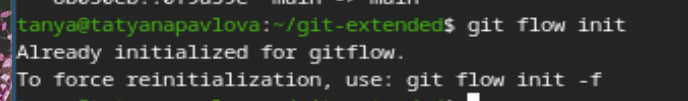 tanya@tatyanapavlova:~/git-extended$ git flow init
Already initialized for gitflow.
To force reinitialization, use: git flow init -f